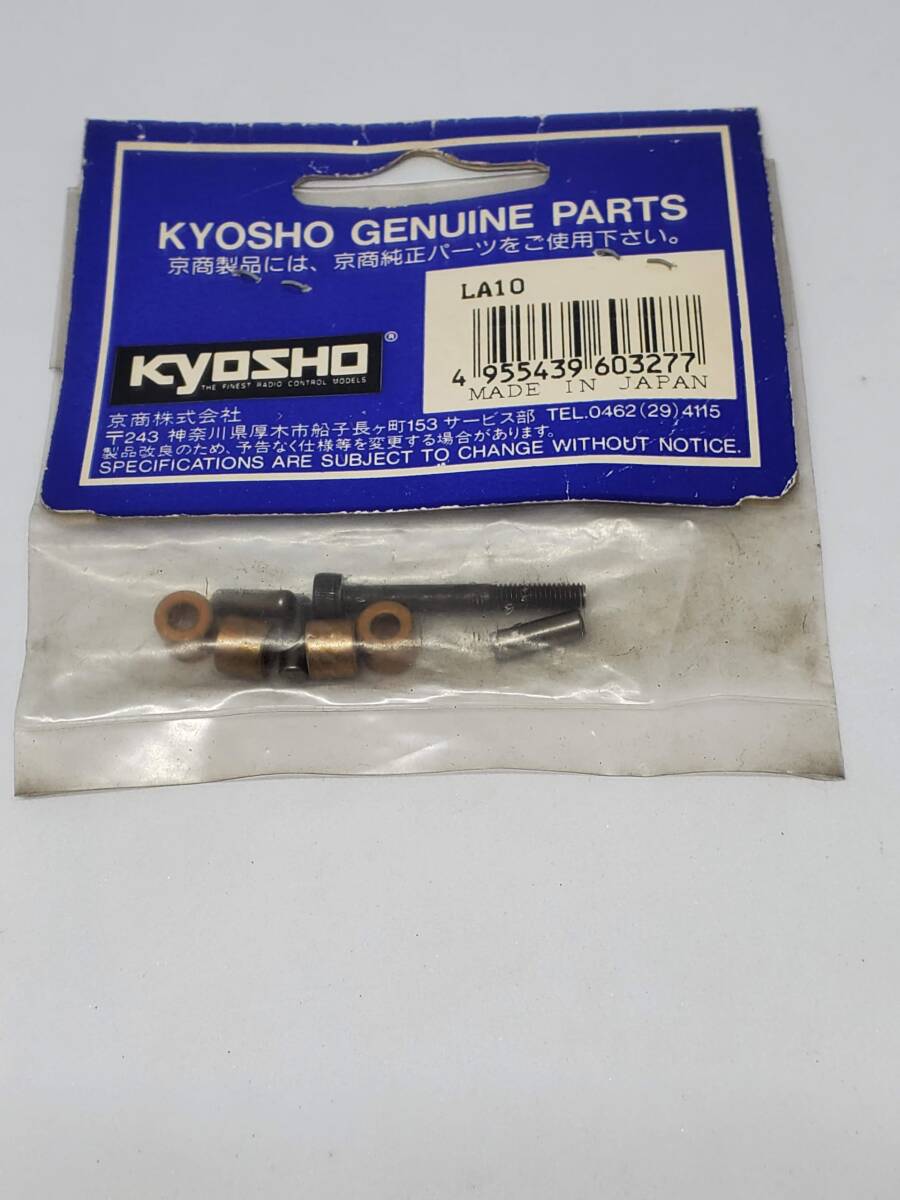 KYOSHO GENUINE PARTS
京商製品には、京商純正パーツをご使用下さい。
LA10
4 955439 603277
MADE IN JAPAN
KYOSHO ®
THE FINEST RADIO CONTROL MODELS
京商株式会社
〒243 神奈川県厚木市船子長ヶ町153 サービス部 TEL.0462(29)4115
製品改良のため、予告なく仕様等を変更する場合があります。
SPECIFICATIONS ARE SUBJECT TO CHANGE WITHOUT NOTICE.